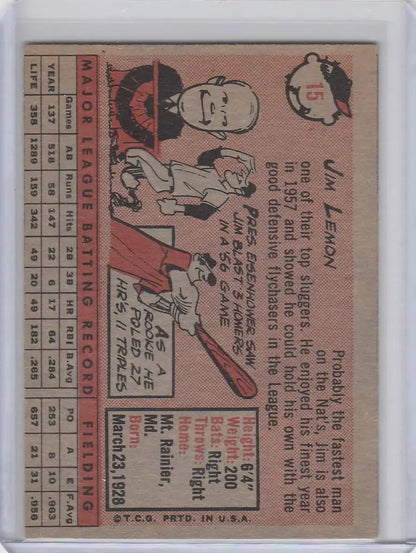 15
JIM LEMON
Probably the fastest man
on the Nat's, Jim is also
one of their top sluggers. He enjoyed his finest year
in 1957 and showed he could hold his own with the
good defensive flychasers in the League.
PRES. EISENHOWER SAW
JIM BLAST 3 HOMERS
IN A '56 GAME
AS A
ROOKIE HE
POLED 27
HR'S, 11 TRIPLES
Height: 6'4"
Weight: 200
Bats: Right
Throws: Right
Home:
Mt. Rainier,
Md.
Born:
March 23, 1928
MAJOR LEAGUE BATTING RECORD FIELDING
Games AB Runs Hits 2B 3B HR RBI B.Avg PO A E F.Avg
YEAR 137 518 58 147 22 6 17 64 .284 253 8 10 .963
LIFE 358 1289 159 342 49 20 49 182 .265 657 21 31 .956
© T.C.G. PRTD. IN U.S.A.